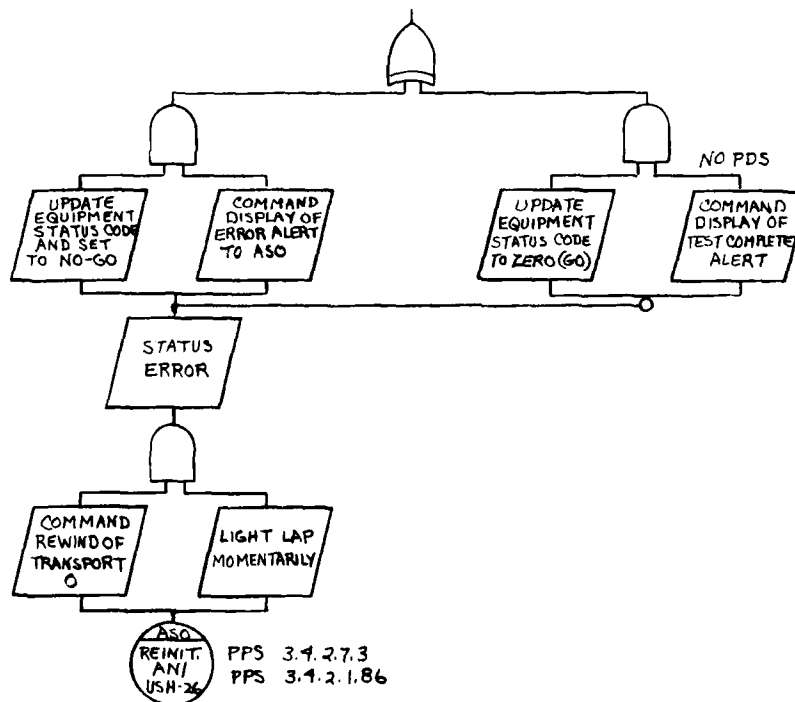 NO PDS
UPDATE
EQUIPMENT
STATUS CODE
AND SET
TO NO-GO
COMMAND
DISPLAY OF
ERROR ALERT
TO ASO
UPDATE
EQUIPMENT
STATUS CODE
TO ZERO (GO)
COMMAND
DISPLAY OF
TEST COMPLETE
ALERT
STATUS
ERROR
COMMAND
REWIND OF
TRANSPORT
0
LIGHT LAP
MOMENTARILY
ASO
REINIT.
AN/
USH-26
PPS 3.4.2.7.3
PPS 3.4.2.1.86